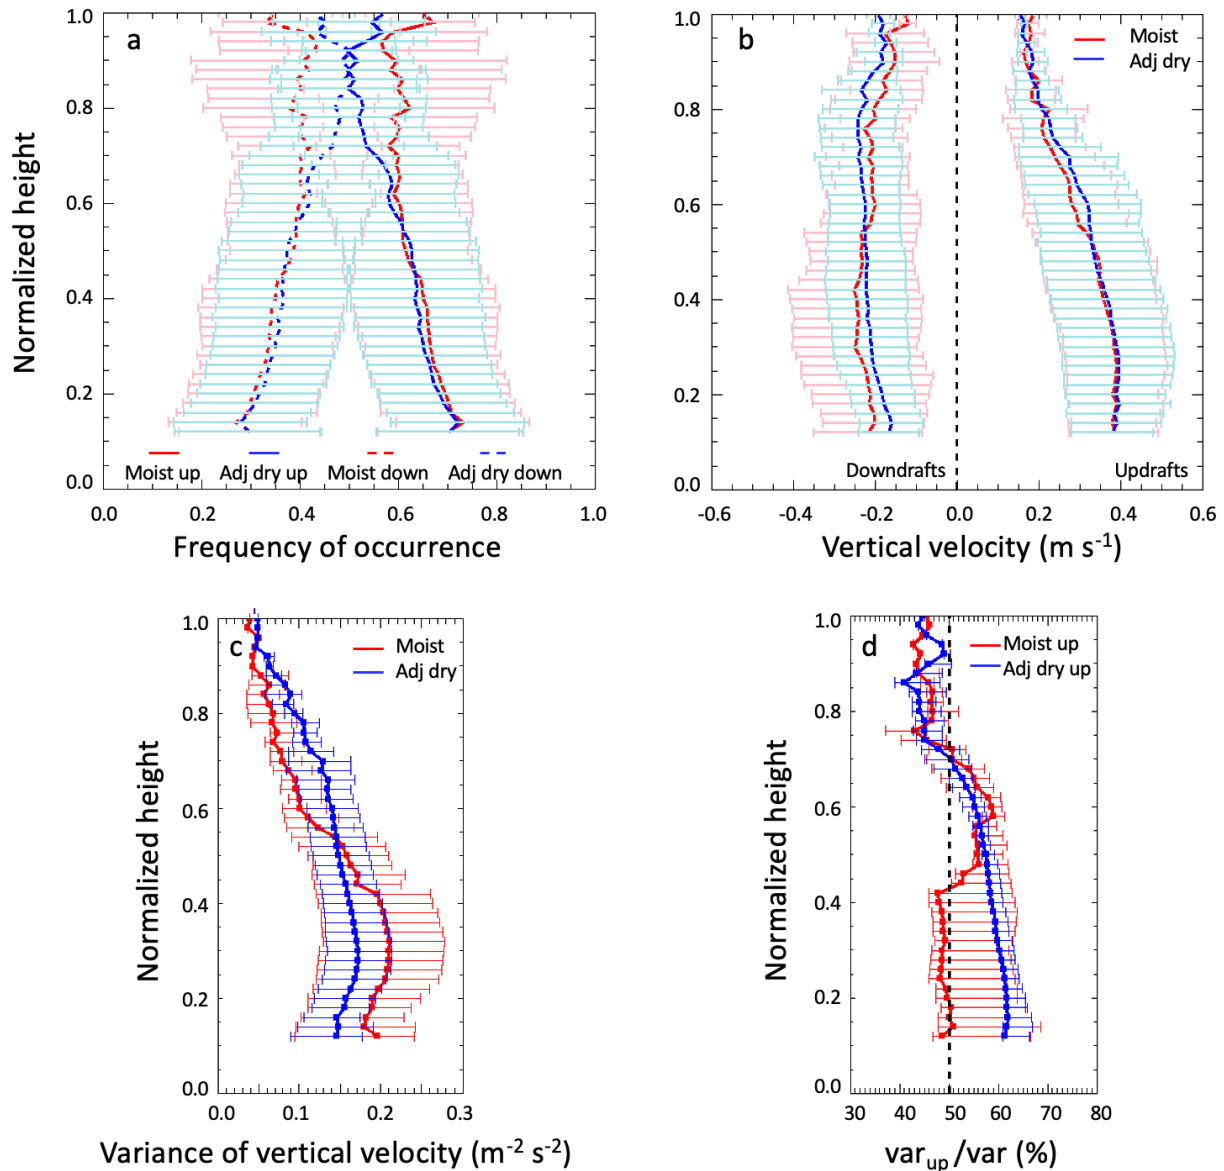 a
1.0
0.8
0.6
0.4
0.2
0.0
Normalized height
Moist up
Adj dry up
Moist down
Adj dry down
0.0 0.2 0.4 0.6 0.8 1.0
Frequency of occurrence
b
Moist
Adj dry
1.0
0.8
0.6
0.4
0.2
0.0
Normalized height
Downdrafts
Updrafts
-0.6 -0.4 -0.2 0.0 0.2 0.4 0.6
Vertical velocity (m s⁻¹)
c
Moist
Adj dry
1.0
0.8
0.6
0.4
0.2
0.0
Normalized height
0.0 0.1 0.2 0.3
Variance of vertical velocity (m⁻² s⁻²)
d
Moist up
Adj dry up
1.0
0.8
0.6
0.4
0.2
0.0
Normalized height
30 40 50 60 70 80
var_up /var (%)